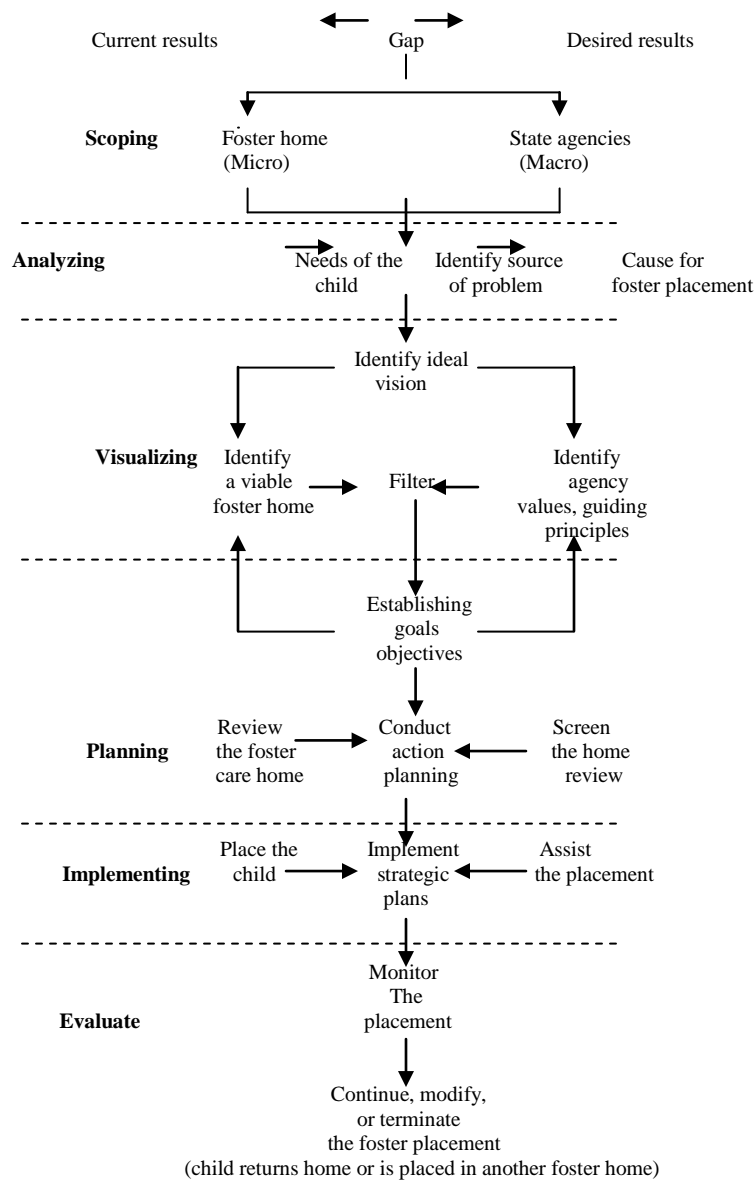 Current results Gap Desired results
Scoping Foster home State agencies
(Micro) (Macro)
Analyzing Needs of the Identify source Cause for
child of problem foster placement
Identify ideal
vision
Visualizing Identify Filter Identify
a viable agency
foster home values, guiding
principles
Establishing
goals
objectives
Review Conduct Screen
Planning the foster action the home
care home planning review
Place the Implement Assist
Implementing child strategic the placement
plans
Monitor
The
Evaluate placement
Continue, modify,
or terminate
the foster placement
(child returns home or is placed in another foster home)